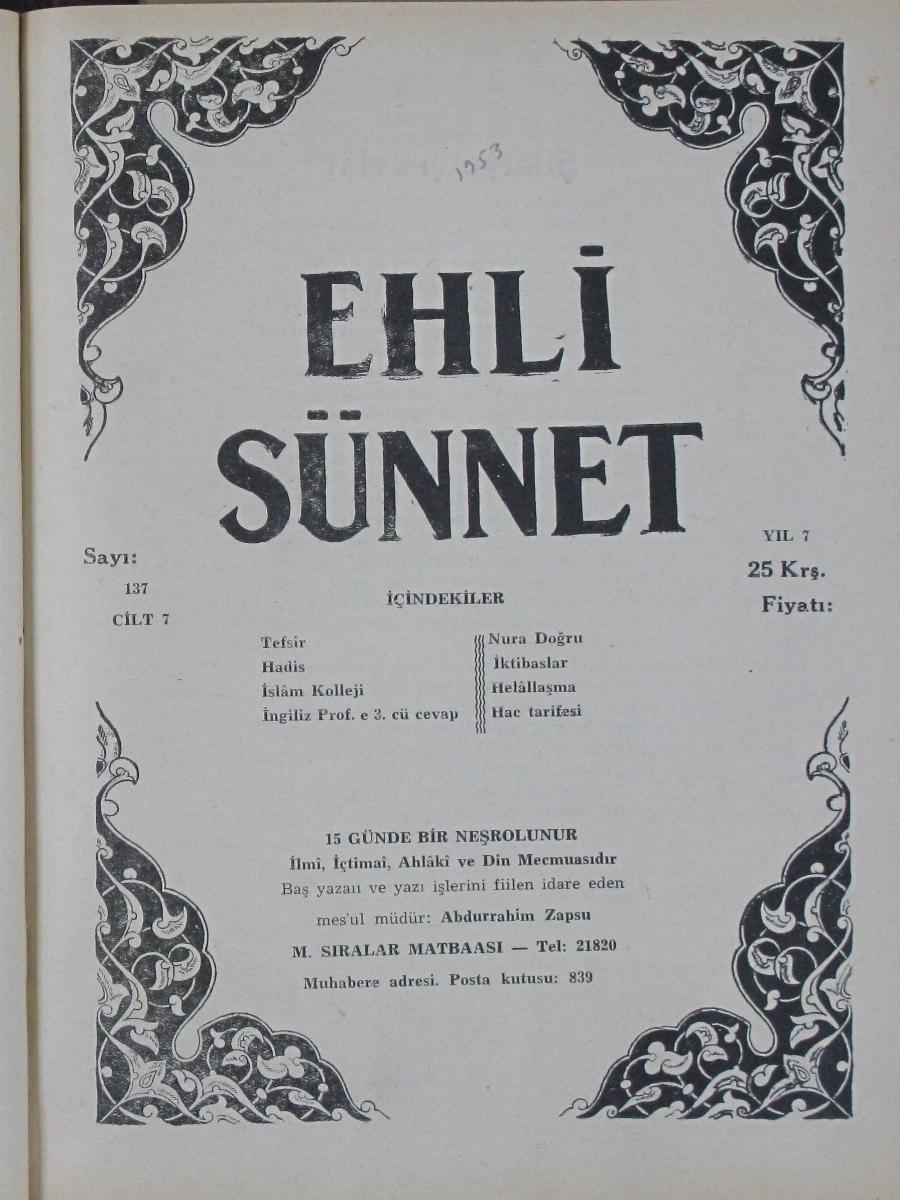 1953
EHLİ
SÜNNET
Sayı:
137
CİLT 7
YIL 7
25 Krş.
Fiyatı:
İÇİNDEKİLER
Tefsir
Hadis
İslâm Kolleji
İngiliz Prof. e 3. cü cevap
Nura Doğru
İktibaslar
Helâllaşma
Hac tarifesi
15 GÜNDE BİR NEŞROLUNUR
İlmî, İçtimaî, Ahlâkî ve Din Mecmuasıdır
Baş yazan ve yazı işlerini fiilen idare eden
mes'ul müdür: Abdurrahim Zapsu
M. SIRALAR MATBAASI — Tel: 21820
Muhabere adresi. Posta kutusu: 839